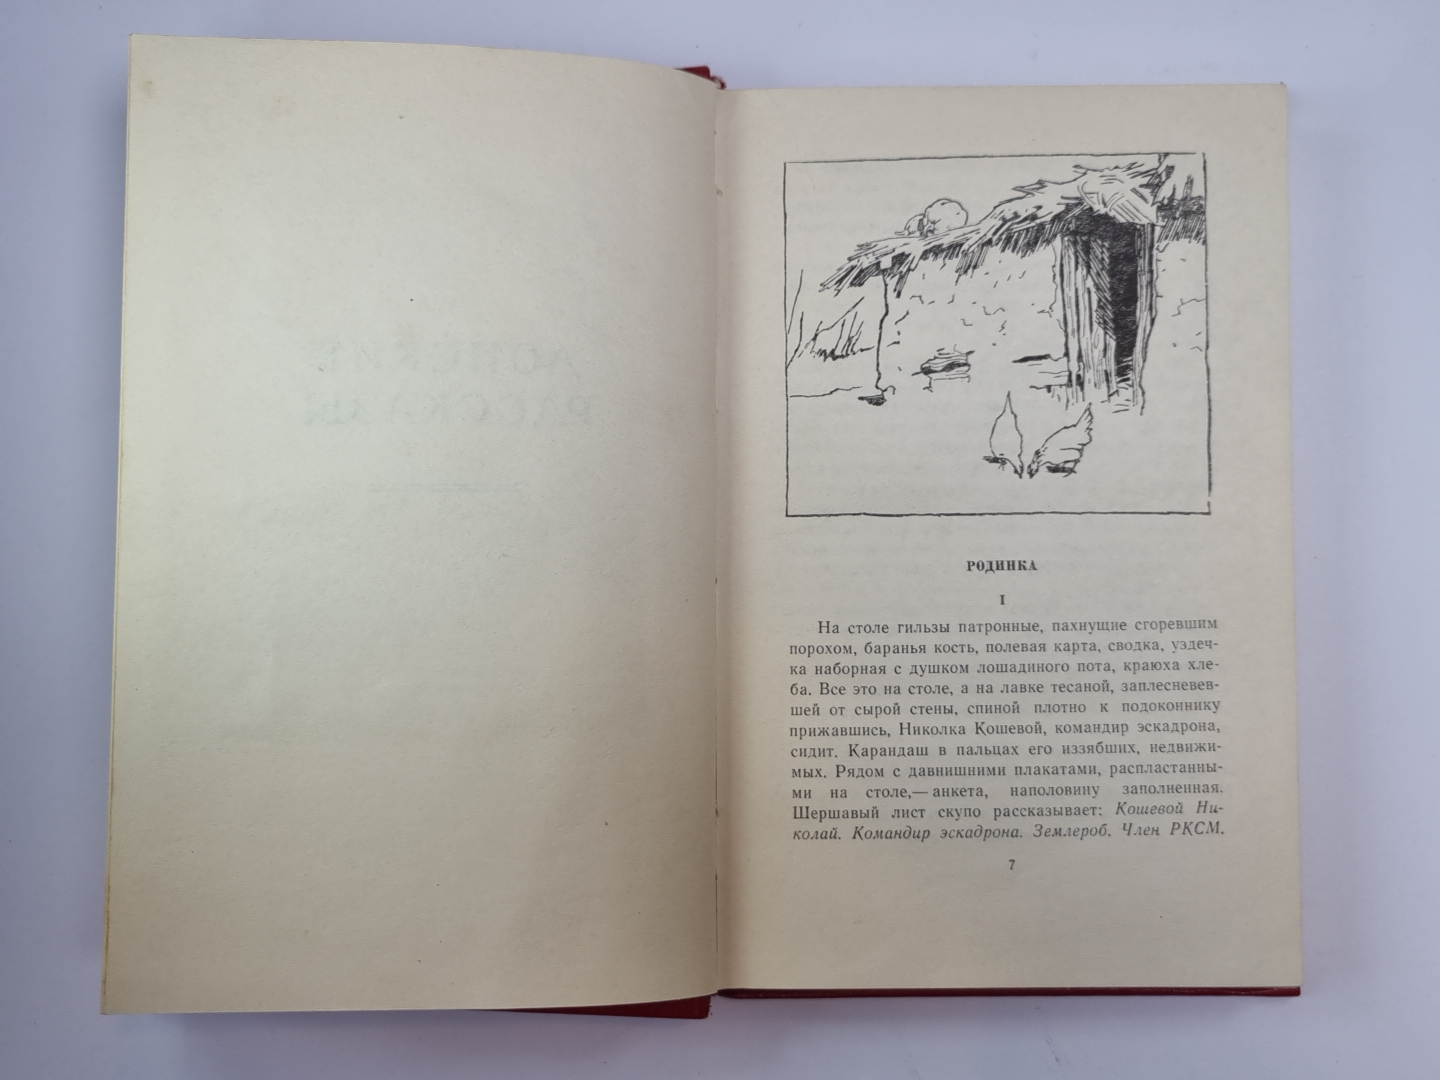 РОДИНКА
I
На столе гильзы патронные, пахнущие сгоревшим
порохом, баранья кость, полевая карта, сводка, уздеч-
ка наборная с душком лошадиного пота, краюха хле-
ба. Все это на столе, а на лавке тесаной, заплесневев-
шей от сырой стены, спиной плотно к подоконнику
прижавшись, Николка Кошевой, командир эскадрона,
сидит. Карандаш в пальцах его иззябших, недвижи-
мых. Рядом с давнишними плакатами, распластанны-
ми на столе,— анкета, наполовину заполненная.
Шершавый лист скупо рассказывает: Кошевой Ни-
колай. Командир эскадрона. Землероб. Член РКСМ.
7